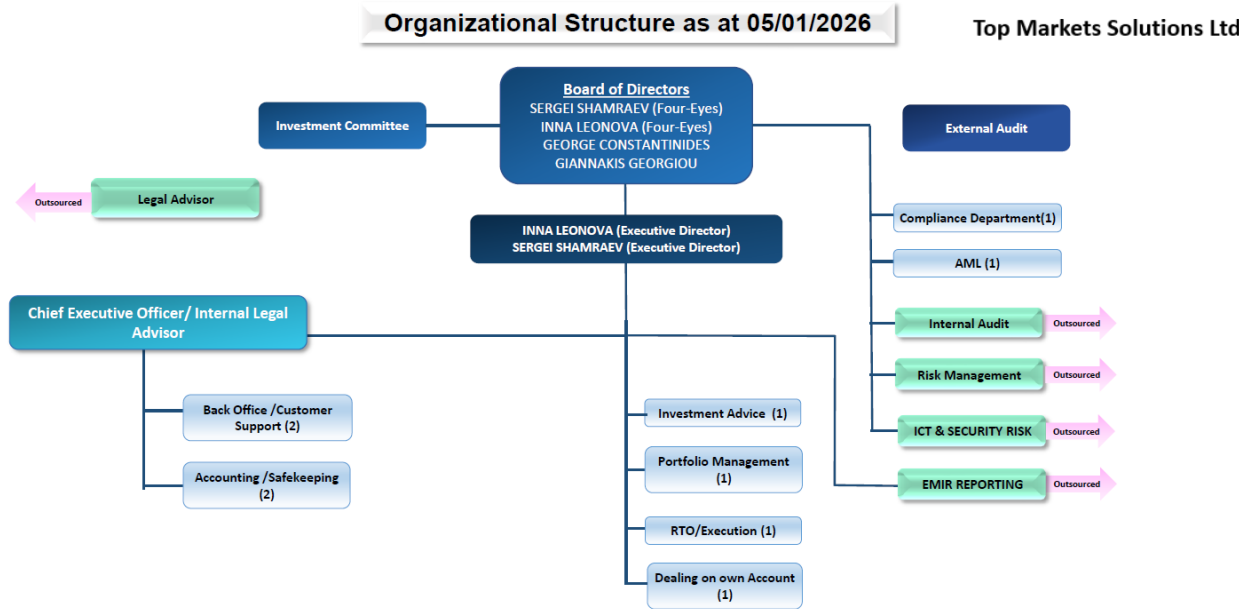 Organizational Structure as at 05/01/2026
Top Markets Solutions Ltd
Board of Directors
SERGEI SHAMRAEV (Four-Eyes)
INNA LEONOVA (Four-Eyes)
GEORGE CONSTANTINIDES
GIANNAKIS GEORGIOU
Investment Committee
External Audit
Outsourced
Legal Advisor
Compliance Department(1)
INNA LEONOVA (Executive Director)
SERGEI SHAMRAEV (Executive Director)
AML (1)
Chief Executive Officer/ Internal Legal
Advisor
Internal Audit
Outsourced
Risk Management
Outsourced
Back Office /Customer
Support (2)
Investment Advice (1)
ICT & SECURITY RISK
Outsourced
Accounting /Safekeeping
(2)
Portfolio Management
(1)
EMIR REPORTING
Outsourced
RTO/Execution (1)
Dealing on own Account
(1)